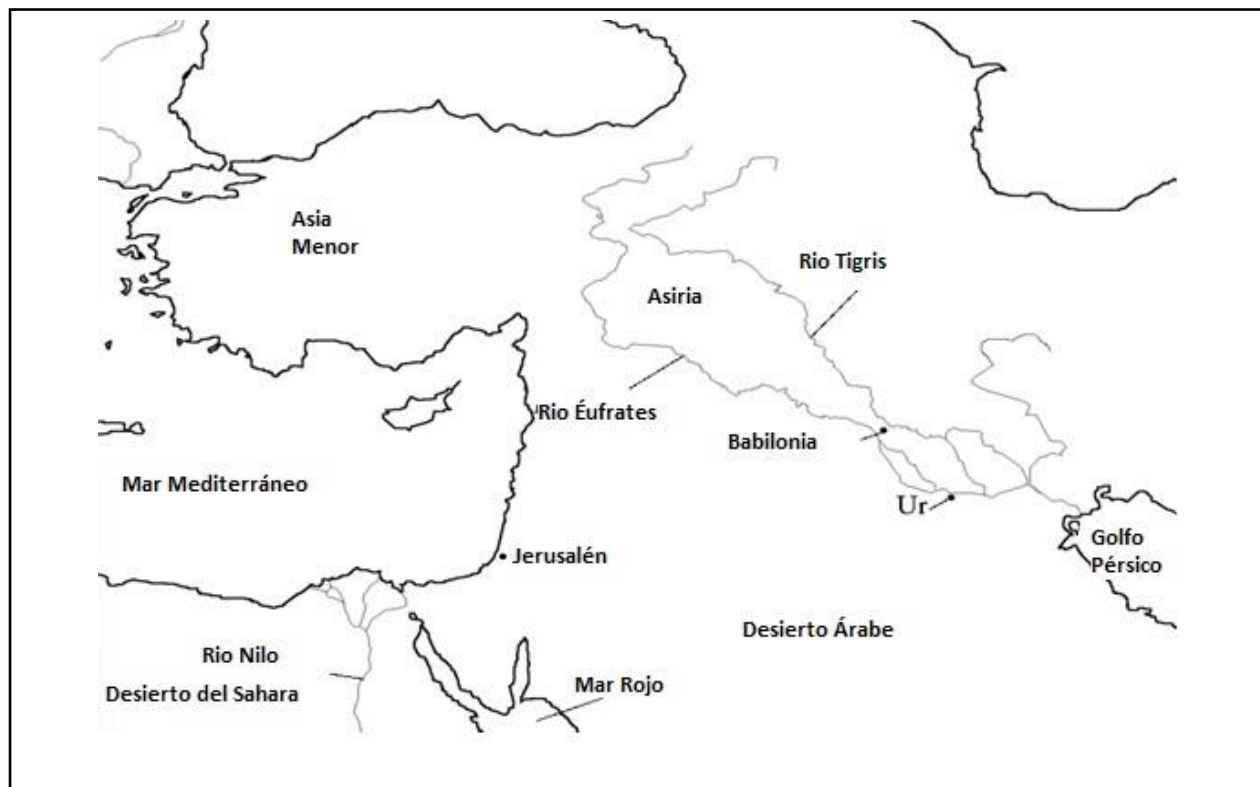 Asia
Menor
Rio Tigris
Asiria
Rio Éufrates
Babilonia
Mar Mediterráneo
Ur
Golfo
Pérsico
Jerusalén
Desierto Árabe
Rio Nilo
Mar Rojo
Desierto del Sahara